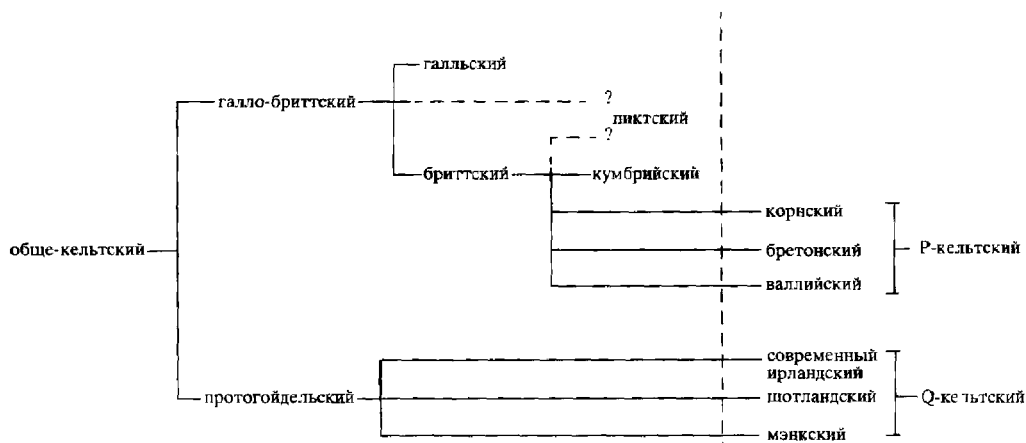 галльский
галло-бриттский
?
пиктский
?
бриттский
кумбрийский
корнский
обще-кельтский
бретонский
P-кельтский
валлийский
современный
ирландский
протогойдельский
шотландский
Q-кельтский
мэнкский